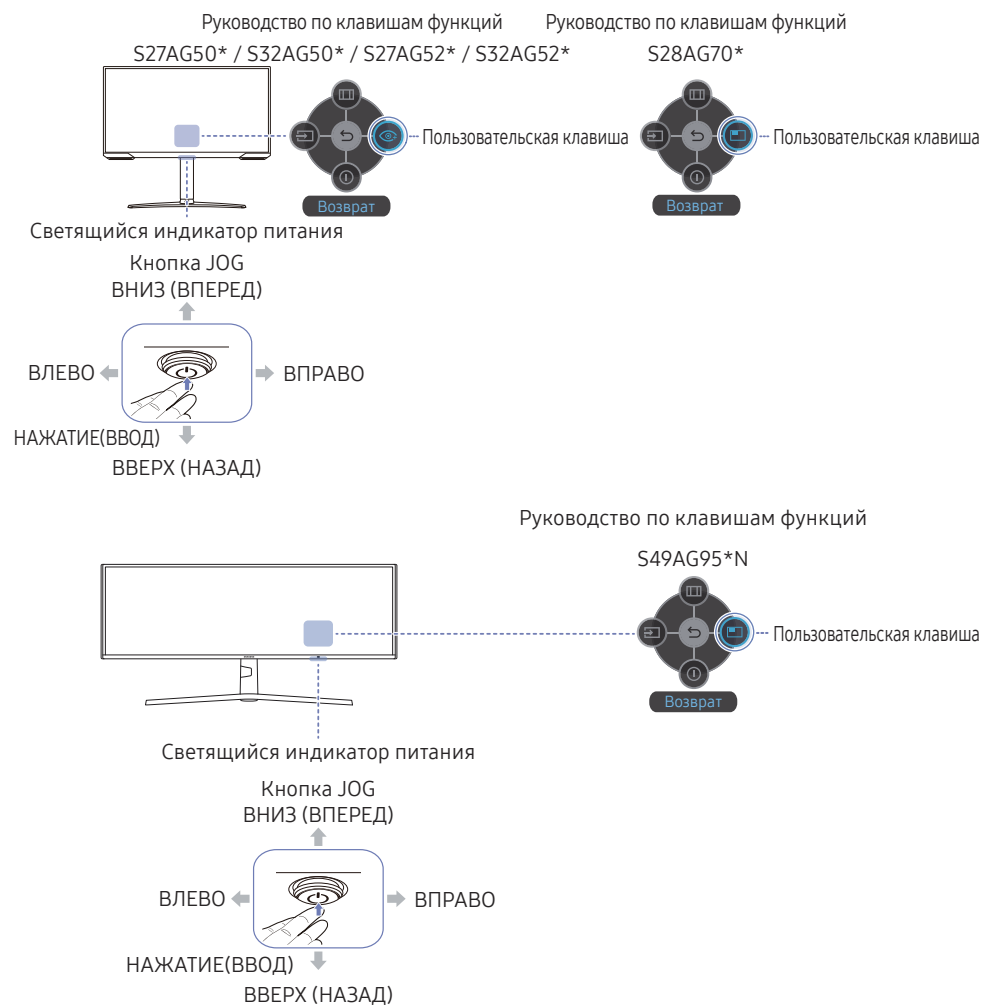 Руководство по клавишам функций
Руководство по клавишам функций
S27AG50* / S32AG50* / S27AG52* / S32AG52*
S28AG70*
Пользовательская клавиша
Пользовательская клавиша
Возврат
Возврат
Светящийся индикатор питания
Кнопка JOG
ВНИЗ (ВПЕРЕД)
ВЛЕВО
ВПРАВО
НАЖАТИЕ(ВВОД)
ВВЕРХ (НАЗАД)
Руководство по клавишам функций
S49AG95*N
Пользовательская клавиша
Возврат
Светящийся индикатор питания
Кнопка JOG
ВНИЗ (ВПЕРЕД)
ВЛЕВО
ВПРАВО
НАЖАТИЕ(ВВОД)
ВВЕРХ (НАЗАД)